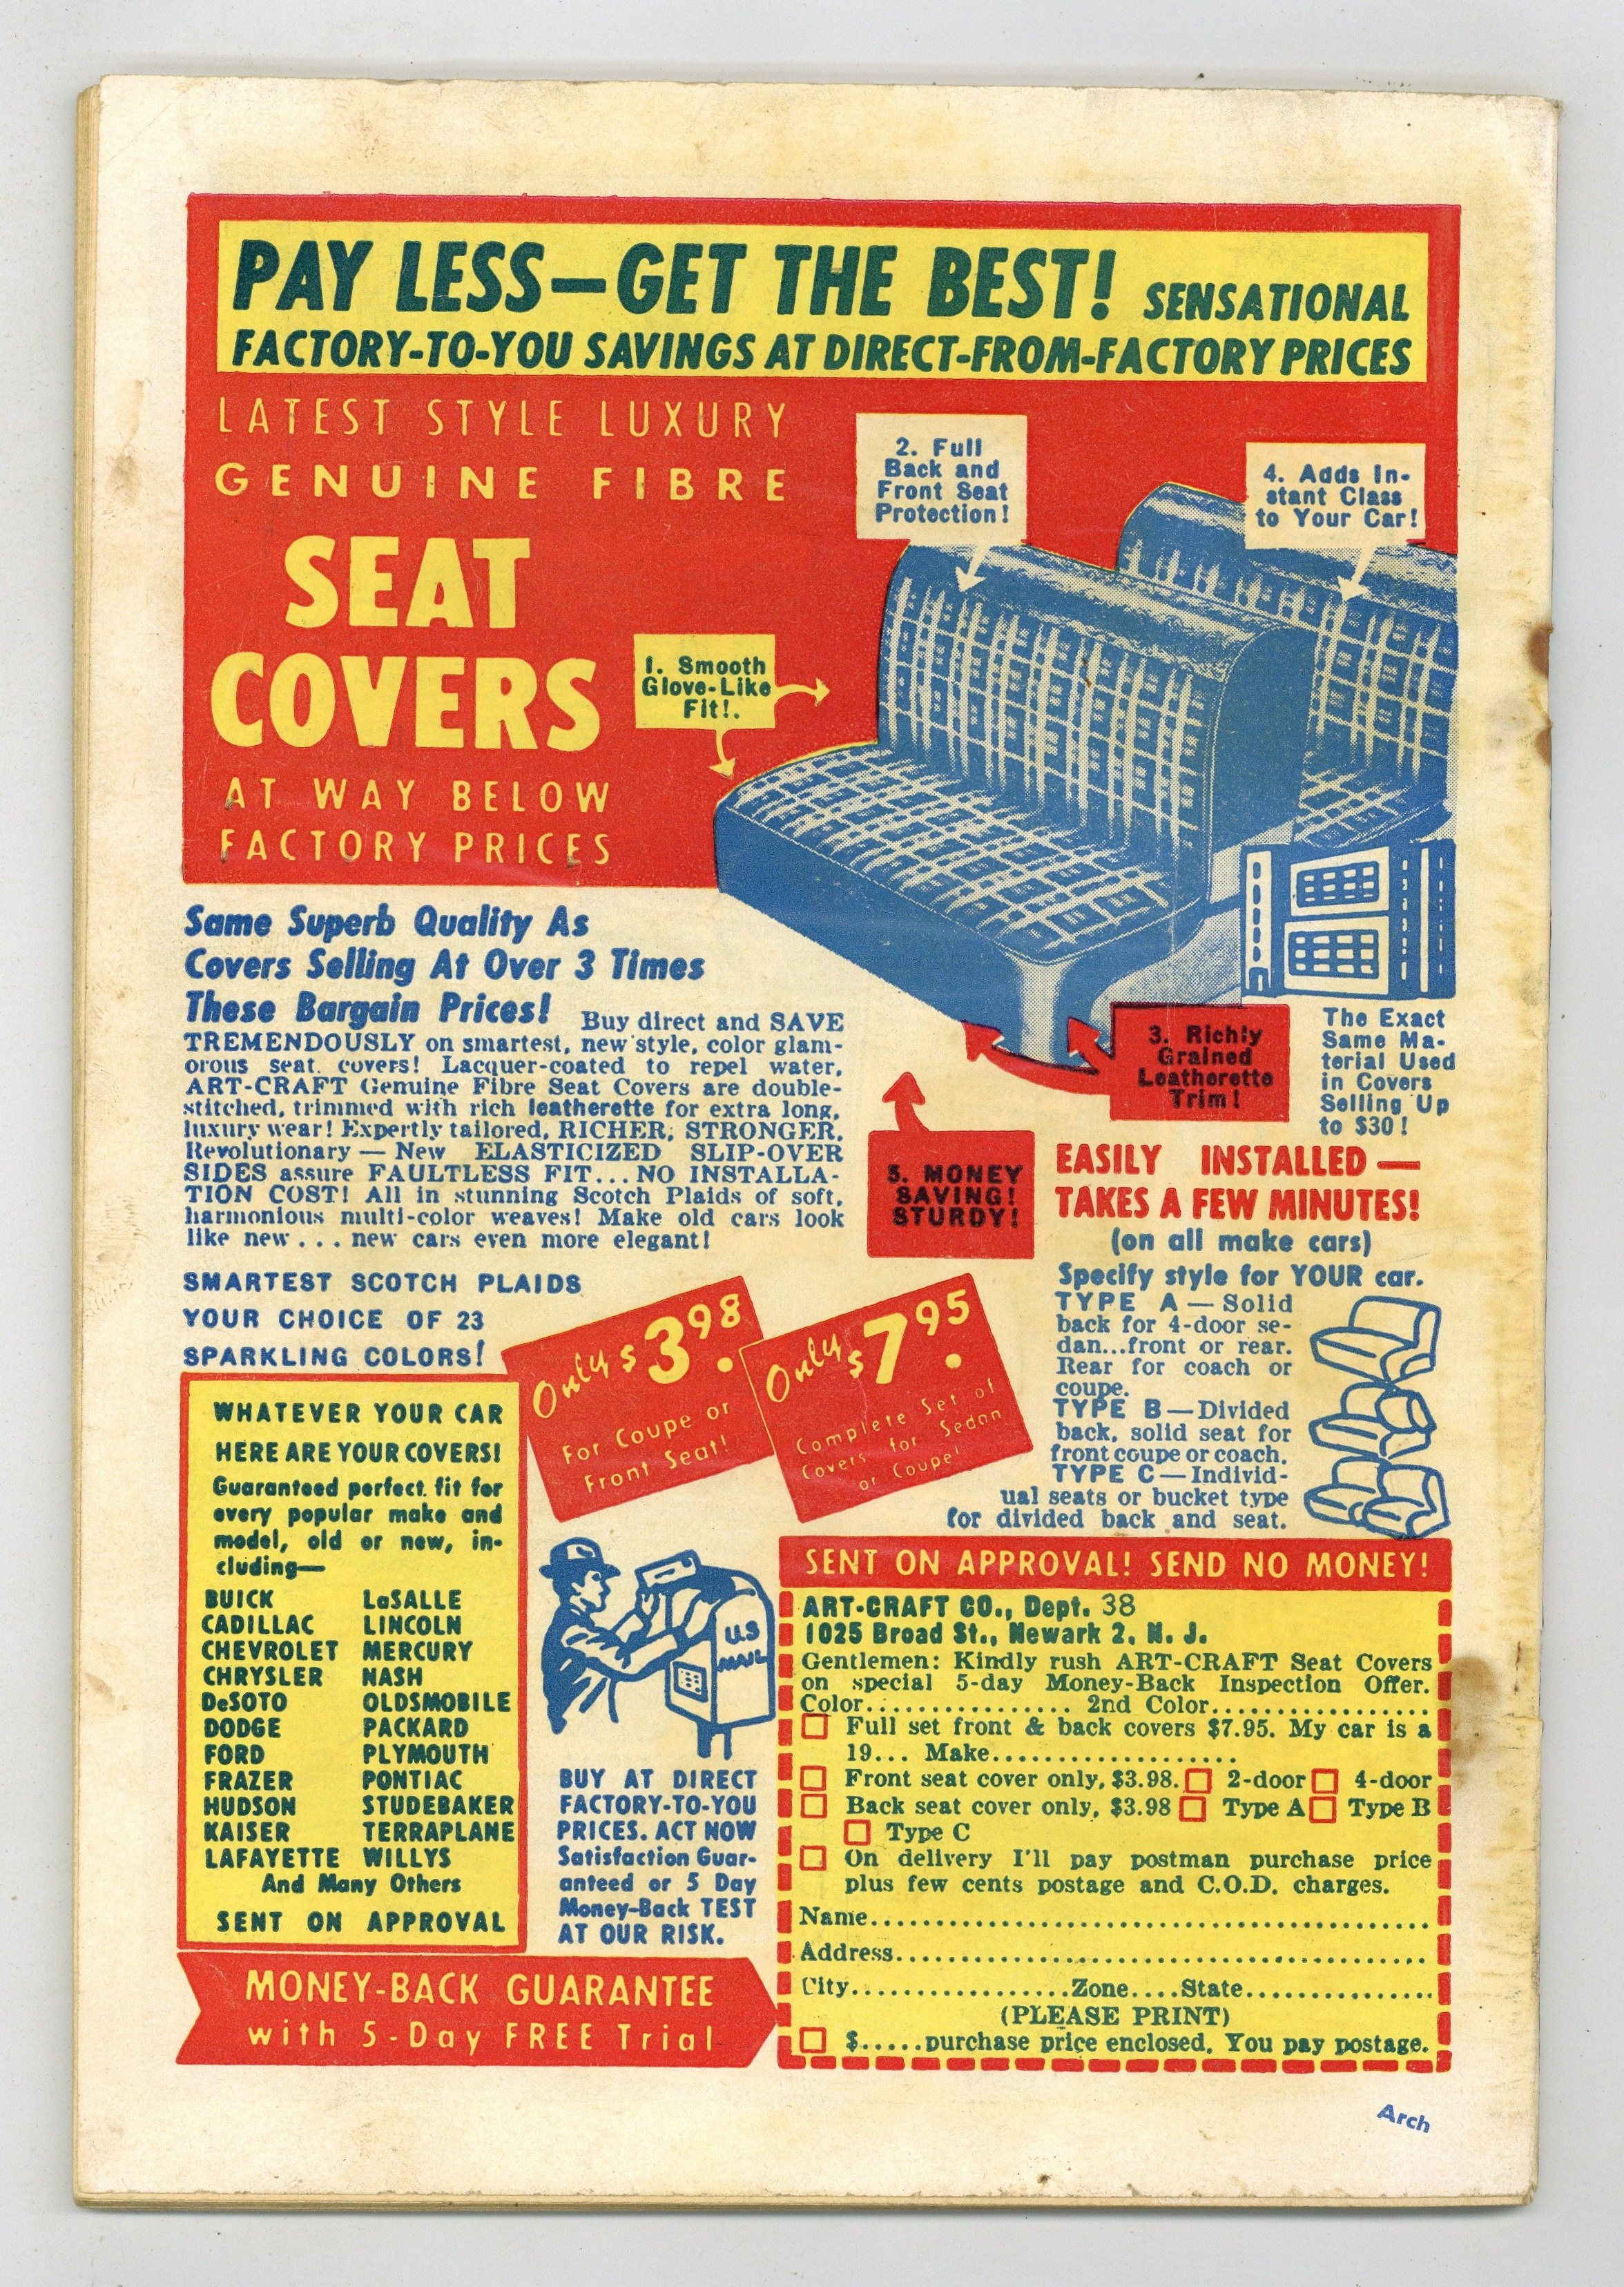 PAY LESS—GET THE BEST! SENSATIONAL
FACTORY-TO-YOU SAVINGS AT DIRECT-FROM-FACTORY PRICES
LATEST STYLE LUXURY
GENUINE FIBRE
SEAT
COVERS
AT WAY BELOW
FACTORY PRICES
1. Smooth
Glove-Like
Fit!.
2. Full
Back and
Front Seat
Protection!
4. Adds In-
stant Class
to Your Car!
3. Richly
Grained
Leatherette
Trim!
5. MONEY
SAVING!
STURDY!
The Exact
Same Ma-
terial Used
in Covers
Selling Up
to $30!
Same Superb Quality As
Covers Selling At Over 3 Times
These Bargain Prices! Buy direct and SAVE
TREMENDOUSLY on smartest, new style, color glam-
orous seat. covers! Lacquer-coated to repel water,
ART-CRAFT Genuine Fibre Seat Covers are double-
stitched, trimmed with rich leatherette for extra long,
luxury wear! Expertly tailored, RICHER, STRONGER,
Revolutionary — New ELASTICIZED SLIP-OVER
SIDES assure FAULTLESS FIT... NO INSTALLA-
TION COST! All in stunning Scotch Plaids of soft,
harmonious multi-color weaves! Make old cars look
like new . . . new cars even more elegant!
SMARTEST SCOTCH PLAIDS
YOUR CHOICE OF 23
SPARKLING COLORS!
Only $3.98
For Coupe or
Front Seat!
Only $7.95
Complete Set of
Covers for Sedan
or Coupe!
EASILY INSTALLED —
TAKES A FEW MINUTES!
(on all make cars)
Specify style for YOUR car.
TYPE A — Solid
back for 4-door se-
dan...front or rear.
Rear for coach or
coupe.
TYPE B — Divided
back, solid seat for
front coupe or coach.
TYPE C — Individ-
ual seats or bucket type
for divided back and seat.
WHATEVER YOUR CAR
HERE ARE YOUR COVERS!
Guaranteed perfect. fit for
every popular make and
model, old or new, in-
cluding—
BUICK LaSALLE
CADILLAC LINCOLN
CHEVROLET MERCURY
CHRYSLER NASH
DeSOTO OLDSMOBILE
DODGE PACKARD
FORD PLYMOUTH
FRAZER PONTIAC
HUDSON STUDEBAKER
KAISER TERRAPLANE
LAFAYETTE WILLYS
And Many Others
SENT ON APPROVAL
U.S
MAIL
BUY AT DIRECT
FACTORY-TO-YOU
PRICES. ACT NOW
Satisfaction Guar-
anteed or 5 Day
Money-Back TEST
AT OUR RISK.
MONEY-BACK GUARANTEE
with 5-Day FREE Trial
SENT ON APPROVAL! SEND NO MONEY!
ART-CRAFT CO., Dept. 38
1025 Broad St., Newark 2, N. J.
Gentlemen: Kindly rush ART-CRAFT Seat Covers
on special 5-day Money-Back Inspection Offer.
Color................ 2nd Color..................
Full set front & back covers $7.95. My car is a
19... Make....................
Front seat cover only, $3.98. 2-door 4-door
Back seat cover only, $3.98 Type A Type B
Type C
On delivery I'll pay postman purchase price
plus few cents postage and C.O.D. charges.
Name..............................................
Address............................................
City..................Zone....State................
(PLEASE PRINT)
$.....purchase price enclosed. You pay postage.
Arch